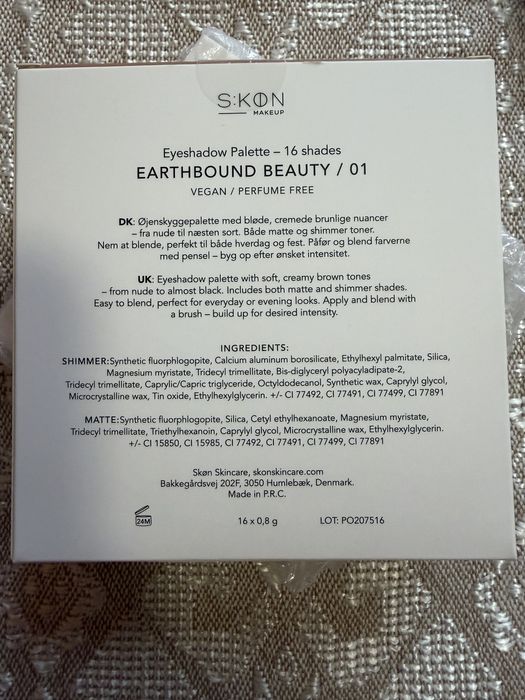 S:KØN
MAKEUP
Eyeshadow Palette – 16 shades
EARTHBOUND BEAUTY / 01
VEGAN / PERFUME FREE
DK: Øjenskyggepalette med bløde, cremede brunlige nuancer
– fra nude til næsten sort. Både matte og shimmer toner.
Nem at blende, perfekt til både hverdag og fest. Påfør og blend farverne
med pensel – byg op efter ønsket intensitet.
UK: Eyeshadow palette with soft, creamy brown tones
– from nude to almost black. Includes both matte and shimmer shades.
Easy to blend, perfect for everyday or evening looks. Apply and blend with
a brush – build up for desired intensity.
INGREDIENTS:
SHIMMER:Synthetic fluorphlogopite, Calcium aluminum borosilicate, Ethylhexyl palmitate, Silica,
Magnesium myristate, Tridecyl trimellitate, Bis-diglyceryl polyacyladipate-2,
Tridecyl trimellitate, Caprylic/Capric triglyceride, Octyldodecanol, Synthetic wax, Caprylyl glycol,
Microcrystalline wax, Tin oxide, Ethylhexylglycerin. +/- CI 77492, CI 77491, CI 77499, CI 77891
MATTE:Synthetic fluorphlogopite, Silica, Cetyl ethylhexanoate, Magnesium myristate,
Tridecyl trimellitate, Triethylhexanoin, Caprylyl glycol, Microcrystalline wax, Ethylhexylglycerin.
+/- CI 15850, CI 15985, CI 77492, CI 77491, CI 77499, CI 77891
Skøn Skincare, skonskincare.com
Bakkegårdsvej 202F, 3050 Humlebæk, Denmark.
Made in P.R.C.
24M
16 x 0,8 g
LOT: PO207516